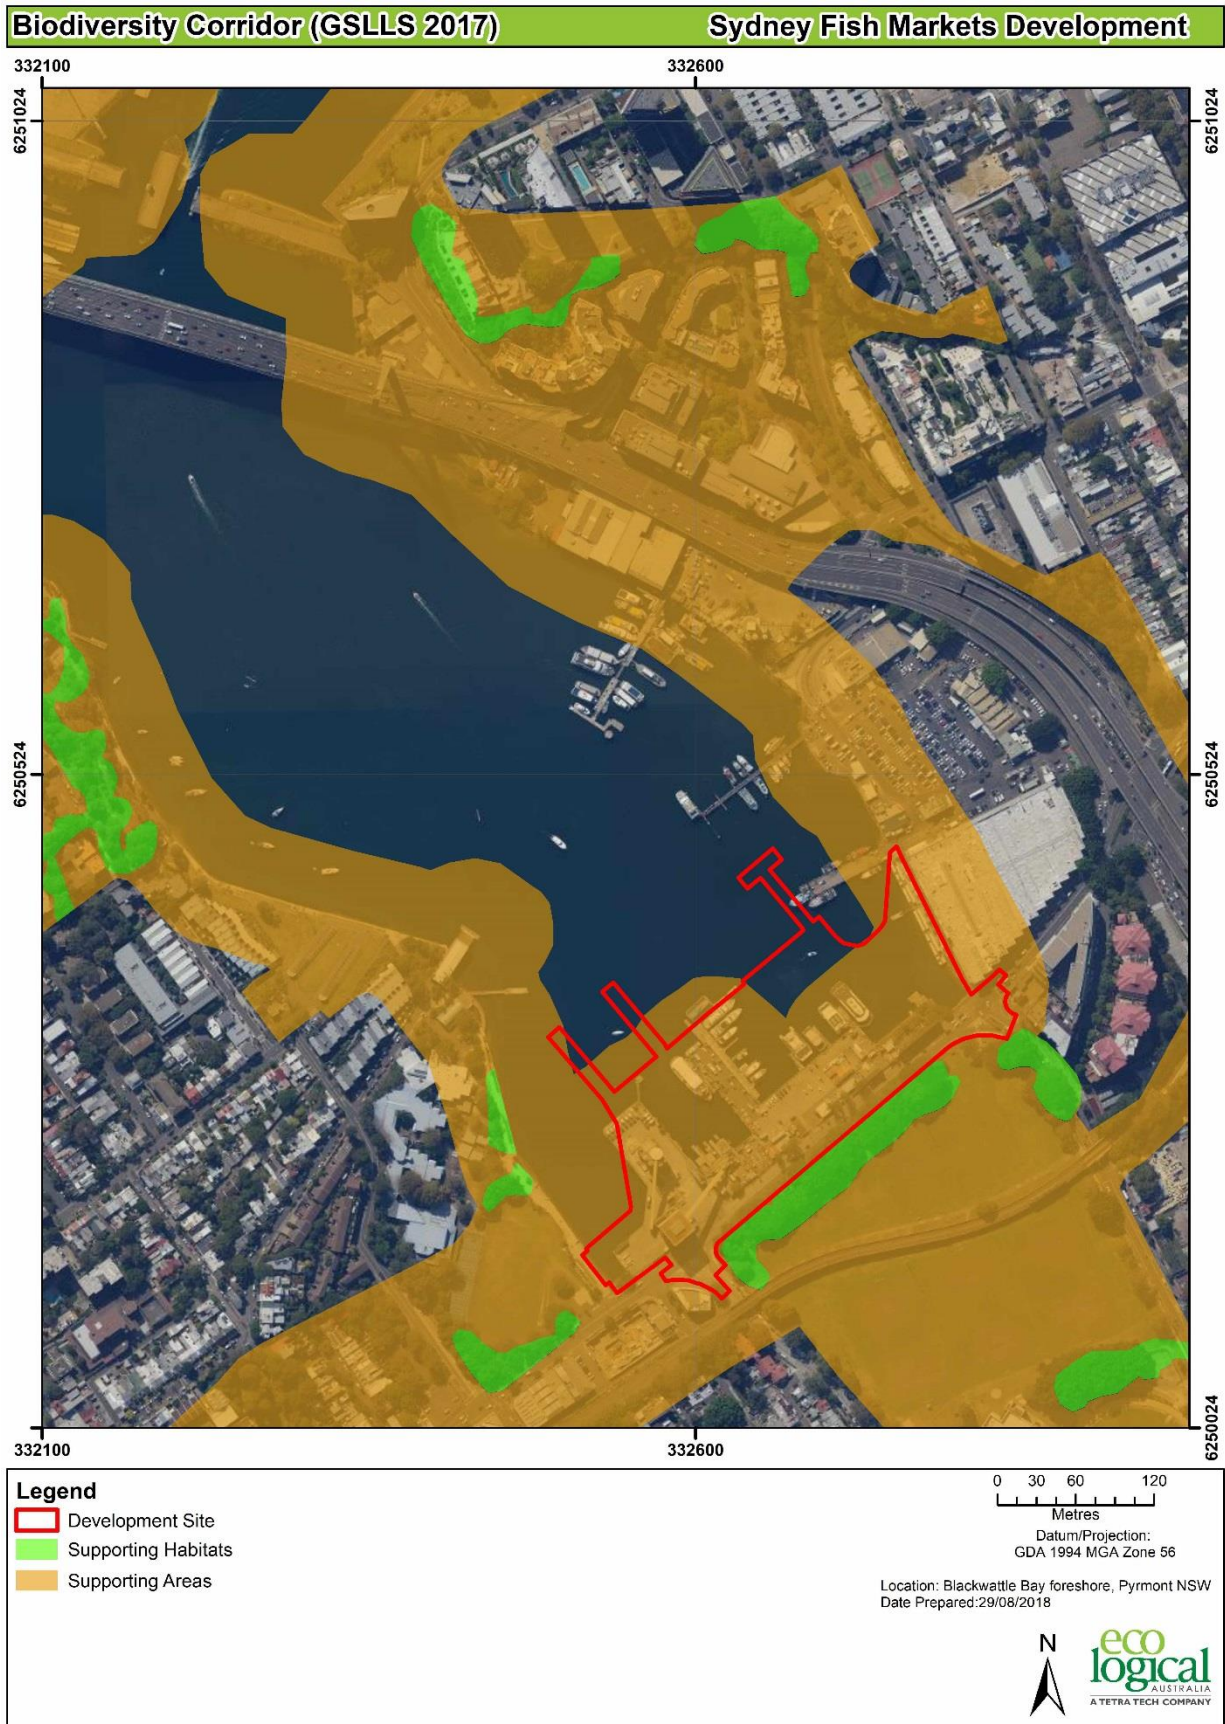 Biodiversity Corridor (GSLLS 2017) Sydney Fish Markets Development
332100 332600
6251024 6251024
6250524 6250524
6250024
332100 332600
Legend
Development Site
Supporting Habitats
Supporting Areas
0 30 60 120
Metres
Datum/Projection:
GDA 1994 MGA Zone 56
Location: Blackwattle Bay foreshore, Pyrmont NSW
Date Prepared:29/08/2018
N
eco
logical
AUSTRALIA
A TETRA TECH COMPANY